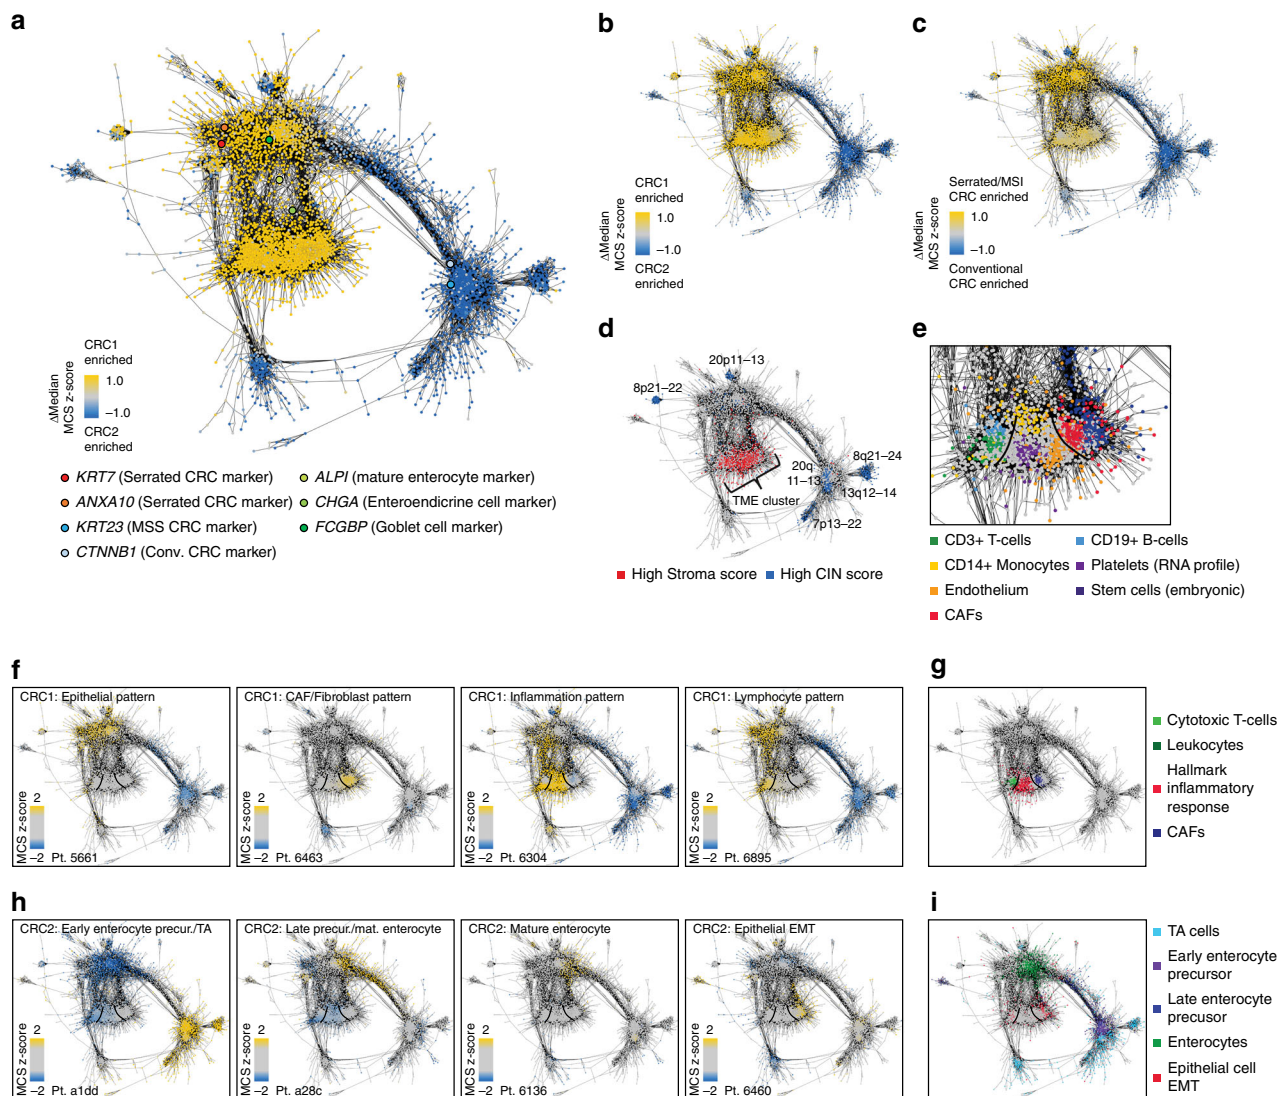 a
CRC1
enriched
1.0
−1.0
ΔMedian
MCS z-score
CRC2
enriched
KRT7 (Serrated CRC marker)
ANXA10 (Serrated CRC marker)
KRT23 (MSS CRC marker)
CTNNB1 (Conv. CRC marker)
ALPI (mature enterocyte marker)
CHGA (Enteroendicrine cell marker)
FCGBP (Goblet cell marker)
b
CRC1
enriched
1.0
−1.0
ΔMedian
MCS z-score
CRC2
enriched
c
Serrated/MSI
CRC enriched
1.0
−1.0
ΔMedian
MCS z-score
Conventional
CRC enriched
d
20p11–13
8p21–22
8q21–24
20q
11–13
13q12–14
TME cluster
7p13–22
High Stroma score
High CIN score
e
CD3+ T-cells
CD14+ Monocytes
Endothelium
CAFs
CD19+ B-cells
Platelets (RNA profile)
Stem cells (embryonic)
f
CRC1: Epithelial pattern
2
−2
MCS z-score
Pt. 5661
CRC1: CAF/Fibroblast pattern
2
−2
MCS z-score
Pt. 6463
CRC1: Inflammation pattern
2
−2
MCS z-score
Pt. 6304
CRC1: Lymphocyte pattern
2
−2
MCS z-score
Pt. 6895
g
Cytotoxic T-cells
Leukocytes
Hallmark
inflammatory
response
CAFs
h
CRC2: Early enterocyte precur./TA
2
−2
MCS z-score
Pt. a1dd
CRC2: Late precur./mat. enterocyte
2
−2
MCS z-score
Pt. a28c
CRC2: Mature enterocyte
2
−2
MCS z-score
Pt. 6136
CRC2: Epithelial EMT
2
−2
MCS z-score
Pt. 6460
i
TA cells
Early enterocyte
precursor
Late enterocyte
precusor
Enterocytes
Epithelial cell
EMT